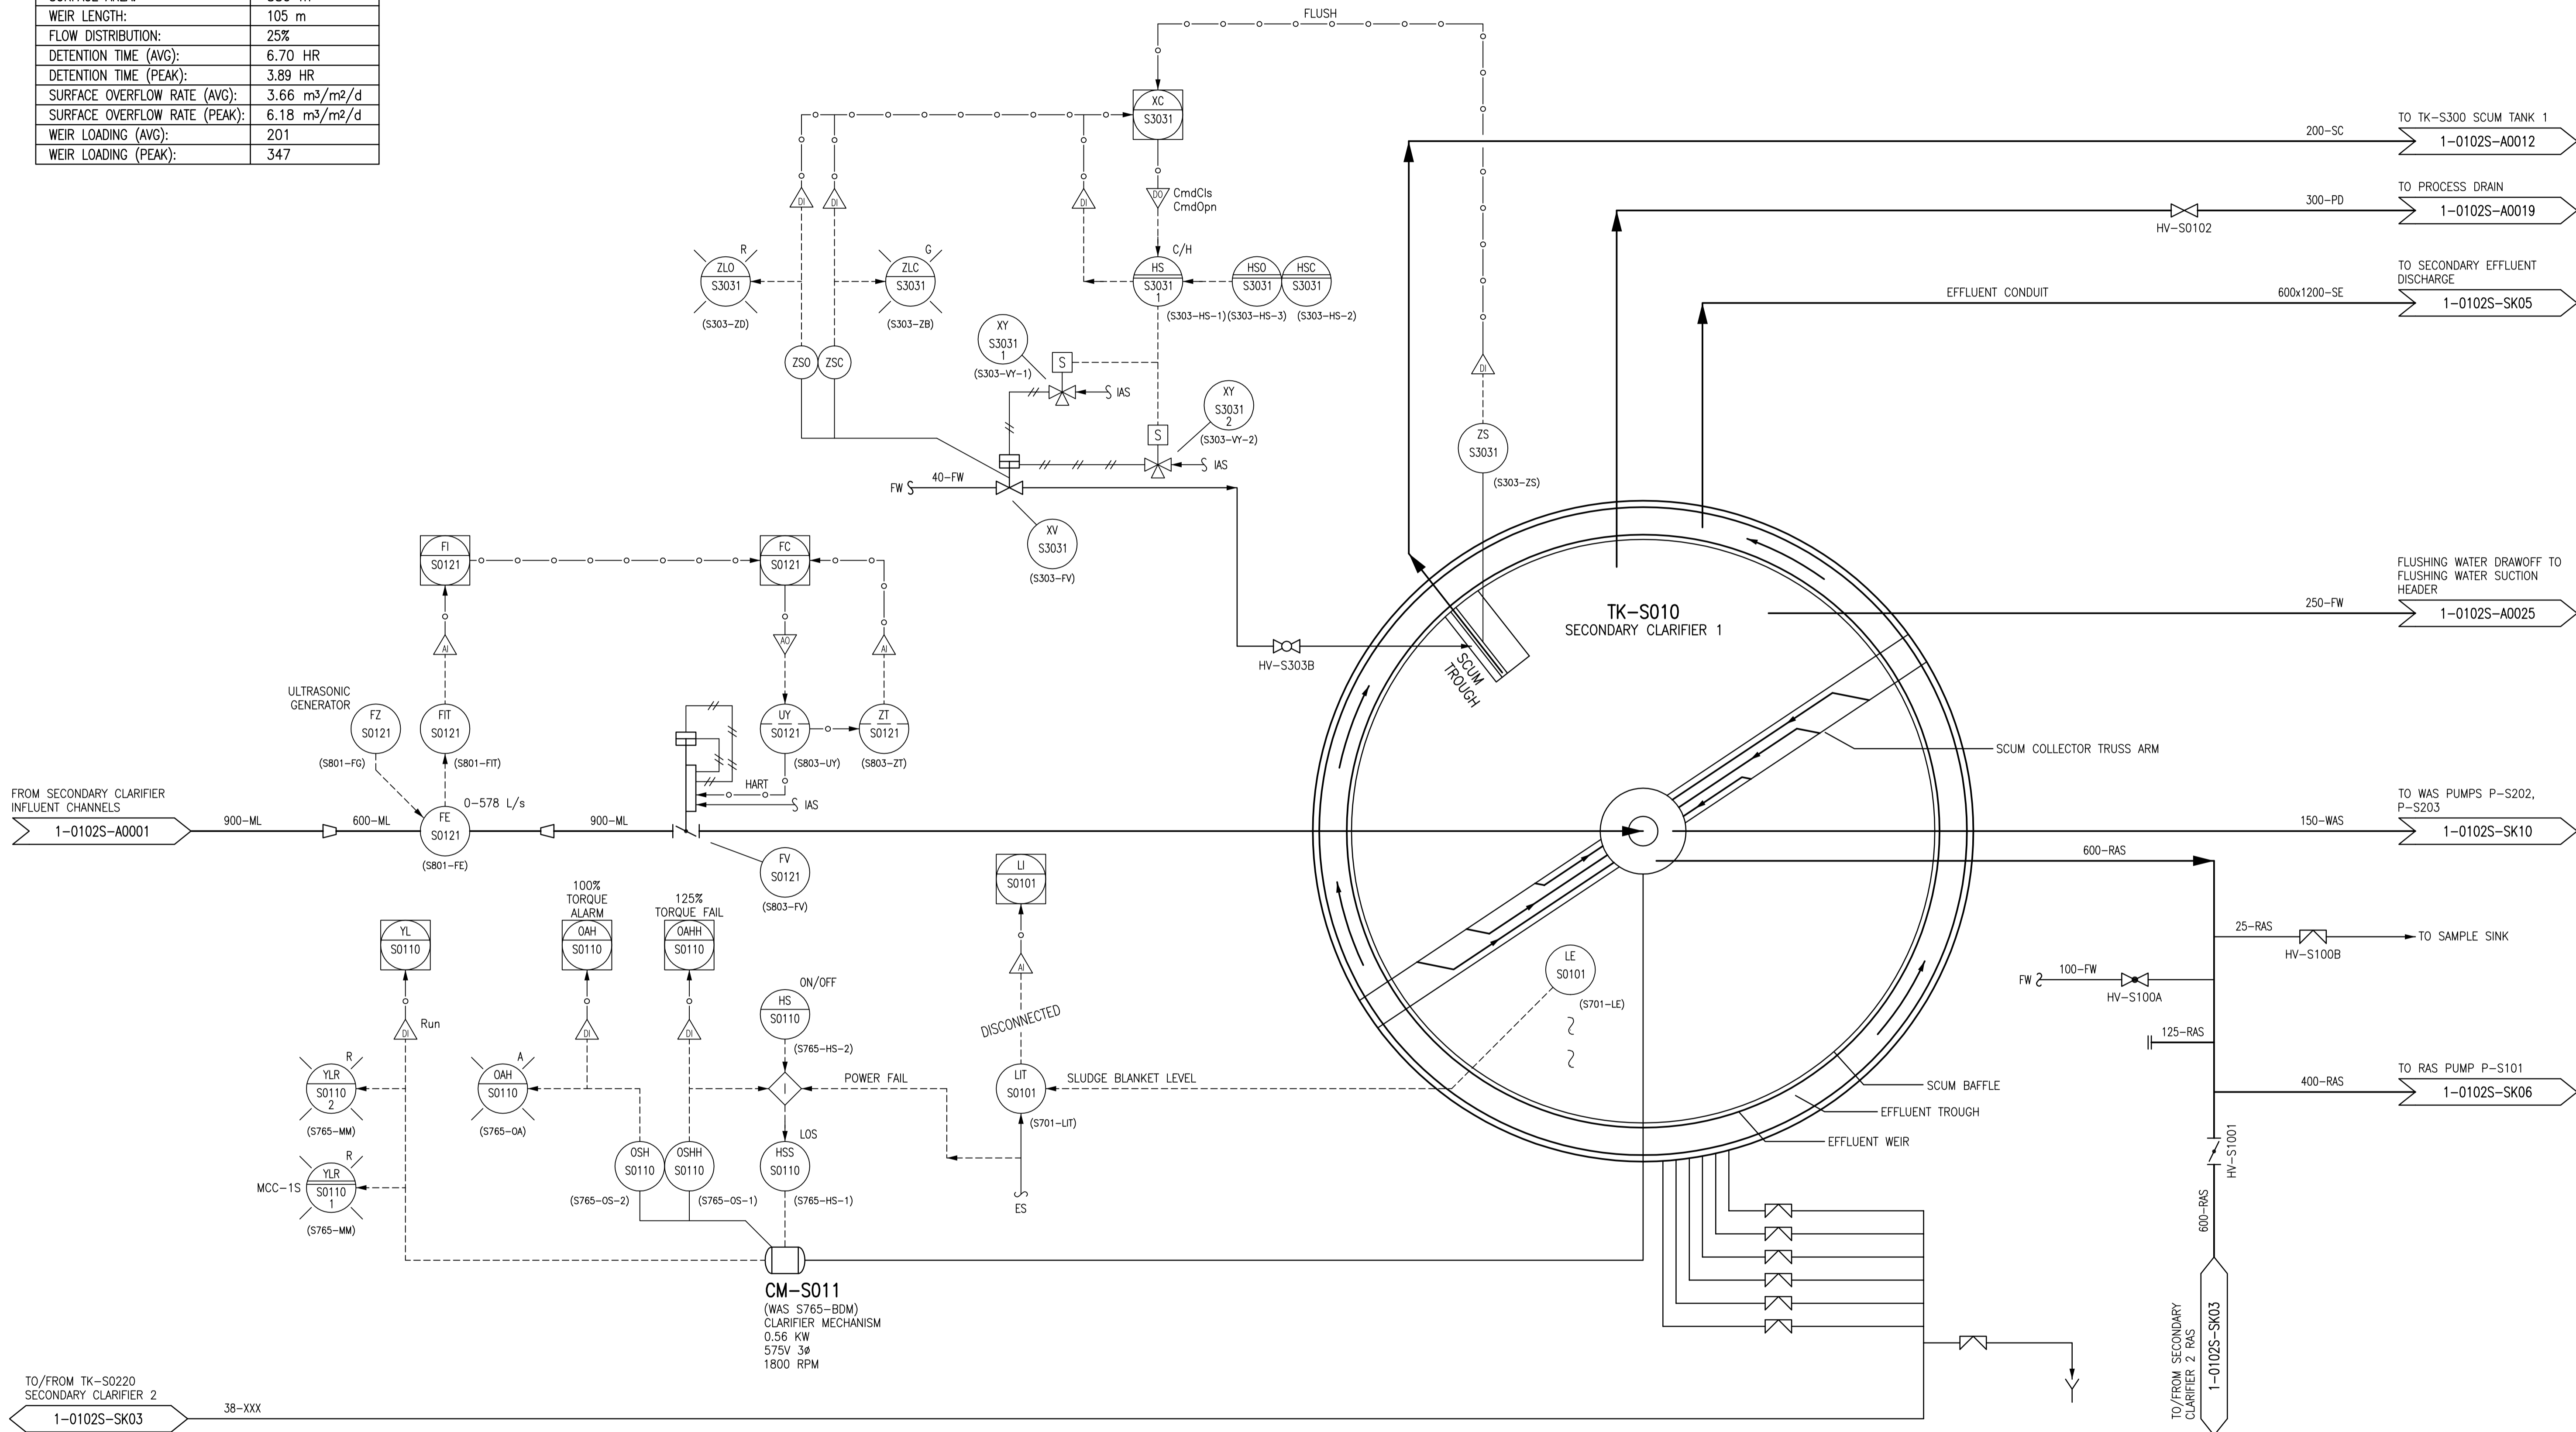 WEIR LENGTH: 105 m
FLOW DISTRIBUTION: 25%
DETENTION TIME (AVG): 6.70 HR
DETENTION TIME (PEAK): 3.89 HR
SURFACE OVERFLOW RATE (AVG): 3.66 m³/m²/d
SURFACE OVERFLOW RATE (PEAK): 6.18 m³/m²/d
WEIR LOADING (AVG): 201
WEIR LOADING (PEAK): 347
FLUSH
XC
S3031
DI
DI
DI
DO
CmdCls
CmdOpn
R
ZLO
S3031
(S303-ZD)
G
ZLC
S3031
(S303-ZB)
C/H
HS
S3031
1
(S303-HS-1)
HSO
S3031
(S303-HS-3)
HSC
S3031
(S303-HS-2)
ZSO
ZSC
XY
S3031
1
(S303-VY-1)
S
IAS
XY
S3031
2
(S303-VY-2)
S
IAS
FW
40-FW
XV
S3031
(S303-FV)
DI
ZS
S3031
(S303-ZS)
HV-S303B
TO TK-S300 SCUM TANK 1
200-SC
1-0102S-A0012
TO PROCESS DRAIN
300-PD
1-0102S-A0019
HV-S0102
TO SECONDARY EFFLUENT
DISCHARGE
EFFLUENT CONDUIT
600x1200-SE
1-0102S-SK05
FLUSHING WATER DRAWOFF TO
FLUSHING WATER SUCTION
HEADER
250-FW
1-0102S-A0025
TK-S010
SECONDARY CLARIFIER 1
SCUM
TROUGH
SCUM COLLECTOR TRUSS ARM
FI
S0121
FC
S0121
AI
AO
AI
ULTRASONIC
GENERATOR
FZ
S0121
(S801-FG)
FIT
S0121
(S801-FIT)
UY
S0121
(S803-UY)
ZT
S0121
(S803-ZT)
HART
IAS
FROM SECONDARY CLARIFIER
INFLUENT CHANNELS
1-0102S-A0001
900-ML
600-ML
0-578 L/s
FE
S0121
(S801-FE)
900-ML
FV
S0121
(S803-FV)
TO WAS PUMPS P-S202,
P-S203
150-WAS
1-0102S-SK10
600-RAS
25-RAS
TO SAMPLE SINK
HV-S100B
FW
100-FW
HV-S100A
125-RAS
TO RAS PUMP P-S101
400-RAS
1-0102S-SK06
HV-S1001
600-RAS
TO/FROM SECONDARY
CLARIFIER 2 RAS
1-0102S-SK03
LI
S0101
AI
DISCONNECTED
LIT
S0101
(S701-LIT)
SLUDGE BLANKET LEVEL
LE
S0101
(S701-LE)
ES
SCUM BAFFLE
EFFLUENT TROUGH
EFFLUENT WEIR
YL
S0110
DI
Run
100%
TORQUE
ALARM
OAH
S0110
DI
125%
TORQUE FAIL
OAHH
S0110
DI
ON/OFF
HS
S0110
(S765-HS-2)
I
POWER FAIL
R
YLR
S0110
2
(S765-MM)
A
OAH
S0110
(S765-OA)
MCC-1S
R
YLR
S0110
1
(S765-MM)
OSH
S0110
(S765-OS-2)
OSHH
S0110
(S765-OS-1)
LOS
HSS
S0110
(S765-HS-1)
CM-S011
(WAS S765-BDM)
CLARIFIER MECHANISM
0.56 KW
575V 3ø
1800 RPM
TO/FROM TK-S0220
SECONDARY CLARIFIER 2
1-0102S-SK03
38-XXX